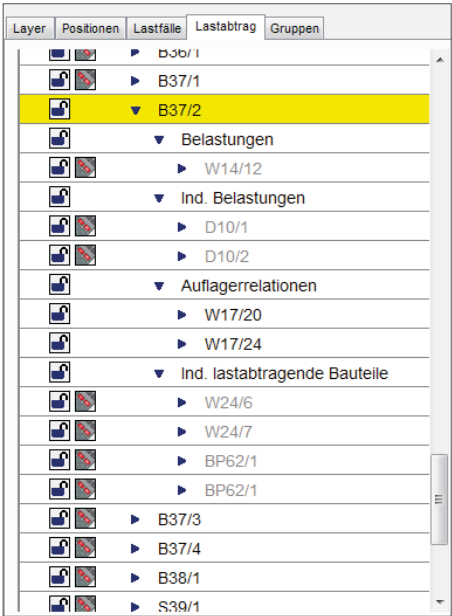 Layer Positionen Lastfälle Lastabtrag Gruppen
B36/1
B37/1
B37/2
Belastungen
W14/12
Ind. Belastungen
D10/1
D10/2
Auflagerrelationen
W17/20
W17/24
Ind. lastabtragende Bauteile
W24/6
W24/7
BP62/1
BP62/1
B37/3
B37/4
B38/1
S39/1